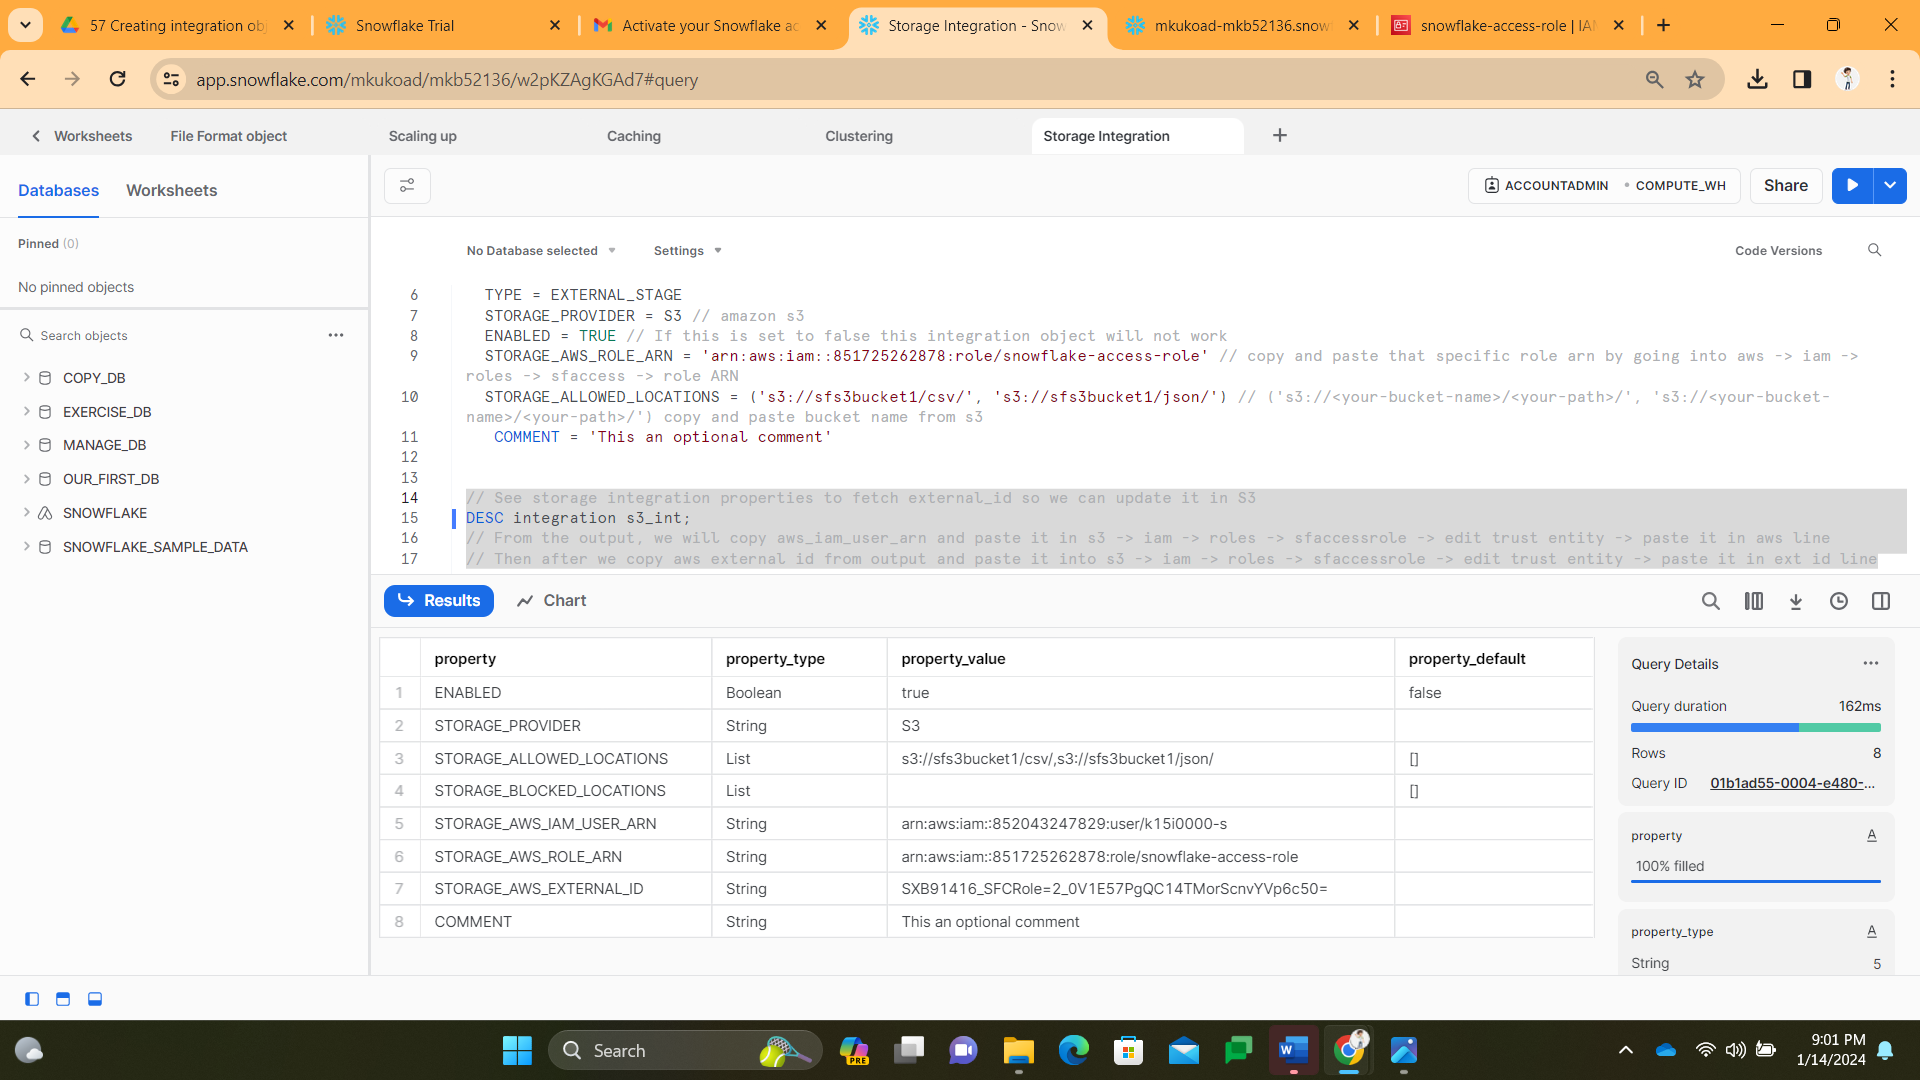 57 Creating integration obj
Snowflake Trial
Activate your Snowflake ac
Storage Integration - Snow
mkukoad-mkb52136.snowf
snowflake-access-role | IAM
app.snowflake.com/mkukoad/mkb52136/w2pKZAgKGAd7#query
Worksheets
File Format object
Scaling up
Caching
Clustering
Storage Integration
Databases
Worksheets
ACCOUNTADMIN
COMPUTE_WH
Share
Pinned (0)
No pinned objects
Search objects
COPY_DB
EXERCISE_DB
MANAGE_DB
OUR_FIRST_DB
SNOWFLAKE
SNOWFLAKE_SAMPLE_DATA
No Database selected
Settings
Code Versions
6 TYPE = EXTERNAL_STAGE
7 STORAGE_PROVIDER = S3 // amazon s3
8 ENABLED = TRUE // If this is set to false this integration object will not work
9 STORAGE_AWS_ROLE_ARN = 'arn:aws:iam::851725262878:role/snowflake-access-role' // copy and paste that specific role arn by going into aws -> iam ->
roles -> sfaccess -> role ARN
10 STORAGE_ALLOWED_LOCATIONS = ('s3://sfs3bucket1/csv/', 's3://sfs3bucket1/json/') // ('s3://<your-bucket-name>/<your-path>/', 's3://<your-bucket-
name>/<your-path>/') copy and paste bucket name from s3
11 COMMENT = 'This an optional comment'
12
13
14 // See storage integration properties to fetch external_id so we can update it in S3
15 DESC integration s3_int;
16 // From the output, we will copy aws_iam_user_arn and paste it in s3 -> iam -> roles -> sfaccessrole -> edit trust entity -> paste it in aws line
17 // Then after we copy aws external id from output and paste it into s3 -> iam -> roles -> sfaccessrole -> edit trust entity -> paste it in ext id line
Results
Chart
property property_type property_value property_default
1 ENABLED Boolean true false
2 STORAGE_PROVIDER String S3
3 STORAGE_ALLOWED_LOCATIONS List s3://sfs3bucket1/csv/,s3://sfs3bucket1/json/ []
4 STORAGE_BLOCKED_LOCATIONS List []
5 STORAGE_AWS_IAM_USER_ARN String arn:aws:iam::852043247829:user/k15i0000-s
6 STORAGE_AWS_ROLE_ARN String arn:aws:iam::851725262878:role/snowflake-access-role
7 STORAGE_AWS_EXTERNAL_ID String SXB91416_SFCRole=2_0V1E57PgQC14TMorScnvYVp6c50=
8 COMMENT String This an optional comment
Query Details
Query duration 162ms
Rows 8
Query ID 01b1ad55-0004-e480-...
property A
100% filled
property_type A
String 5
Search
PRE
W
9:01 PM
1/14/2024